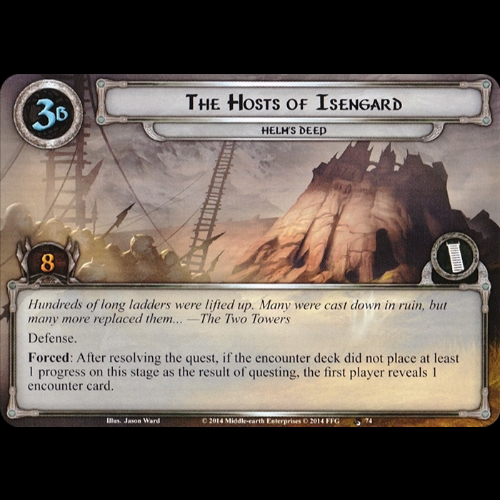 3B
THE HOSTS OF ISENGARD
HELM'S DEEP
8
Hundreds of long ladders were lifted up. Many were cast down in ruin, but
many more replaced them... —The Two Towers
Defense.
Forced: After resolving the quest, if the encounter deck did not place at least
1 progress on this stage as the result of questing, the first player reveals 1
encounter card.
Illus. Jason Ward © 2014 Middle-earth Enterprises © 2014 FFG 74